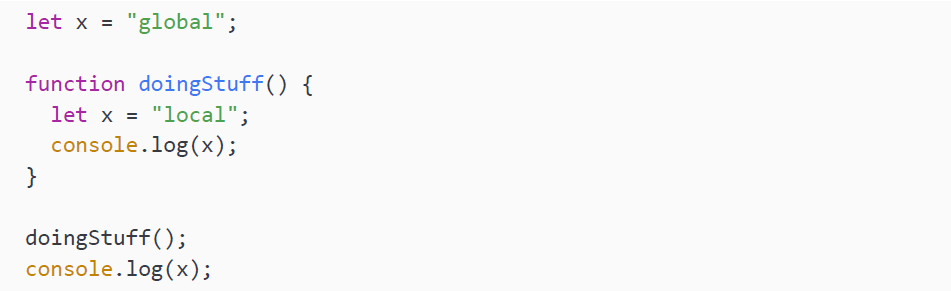 let x = "global";

function doingStuff() {
  let x = "local";
  console.log(x);
}

doingStuff();
console.log(x);